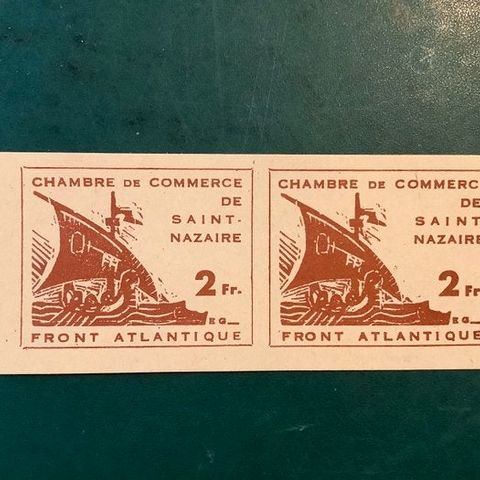 CHAMBRE DE COMMERCE
DE
SAINT-
NAZAIRE
2 Fr.
EG
FRONT ATLANTIQUE
CHAMBRE DE COMMERCE
DE
SAINT
NAZAIRE
2 Fr
EG
FRONT ATLANTIQUE